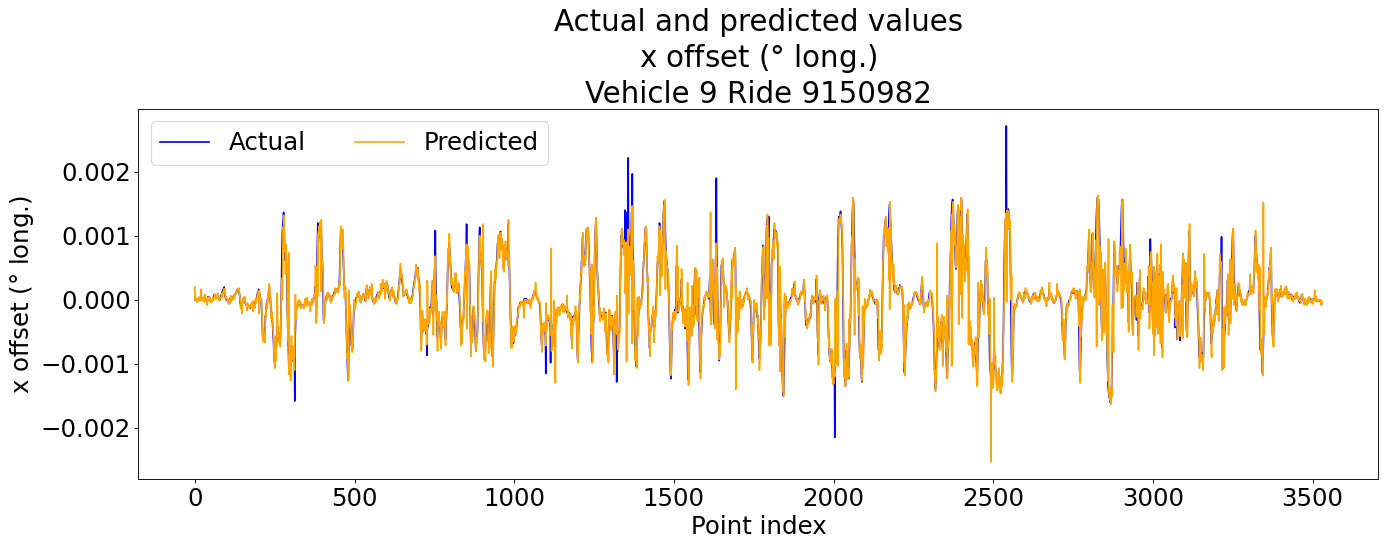 Actual and predicted values
x offset (° long.)
Vehicle 9 Ride 9150982
Actual
Predicted
x offset (° long.)
0.002
0.001
0.000
−0.001
−0.002
0
500
1000
1500
2000
2500
3000
3500
Point index